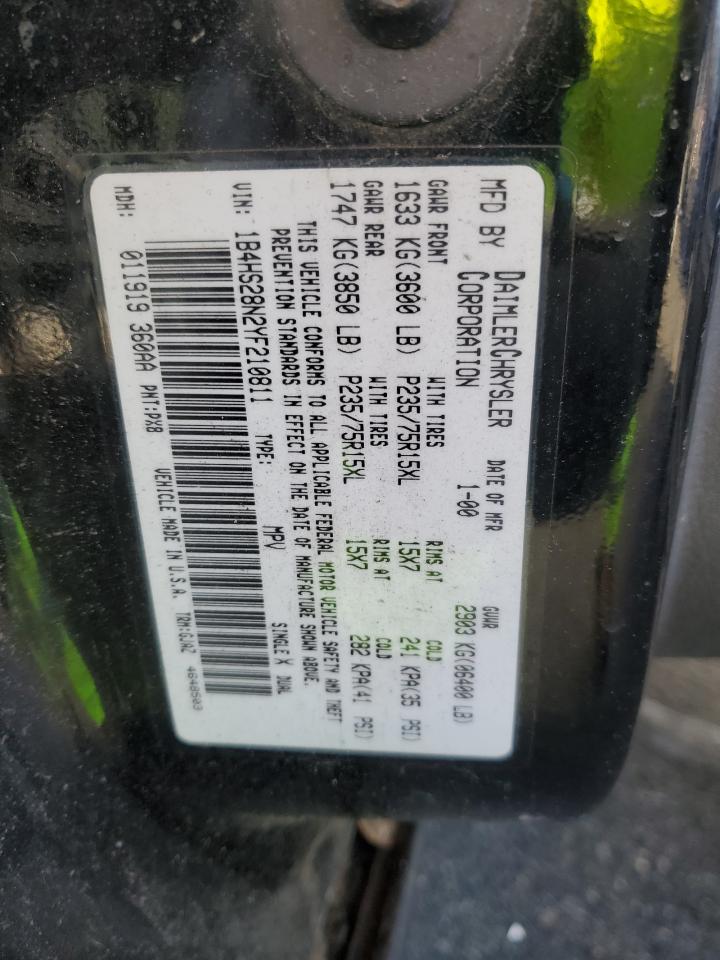 MFD BY DAIMLERCHRYSLER CORPORATION DATE OF MFR 1-00 GVWR 2903 KG(06400 LB)
GAWR FRONT WITH TIRES RIMS AT COLD
1633 KG(3600 LB) P235/75R15XL 15X7 241 KPA(35 PSI)
GAWR REAR WITH TIRES RIMS AT COLD
1747 KG(3850 LB) P235/75R15XL 15X7 282 KPA(41 PSI)
THIS VEHICLE CONFORMS TO ALL APPLICABLE FEDERAL MOTOR VEHICLE SAFETY AND THEFT
PREVENTION STANDARDS IN EFFECT ON THE DATE OF MANUFACTURE SHOWN ABOVE.
VIN: 1B4HS28N2YF210811 TYPE: MPV SINGLE X DUAL
MDH: 011919 360AA PNT:PX8 VEHICLE MADE IN U.S.A. TRM:GJAZ 4648603